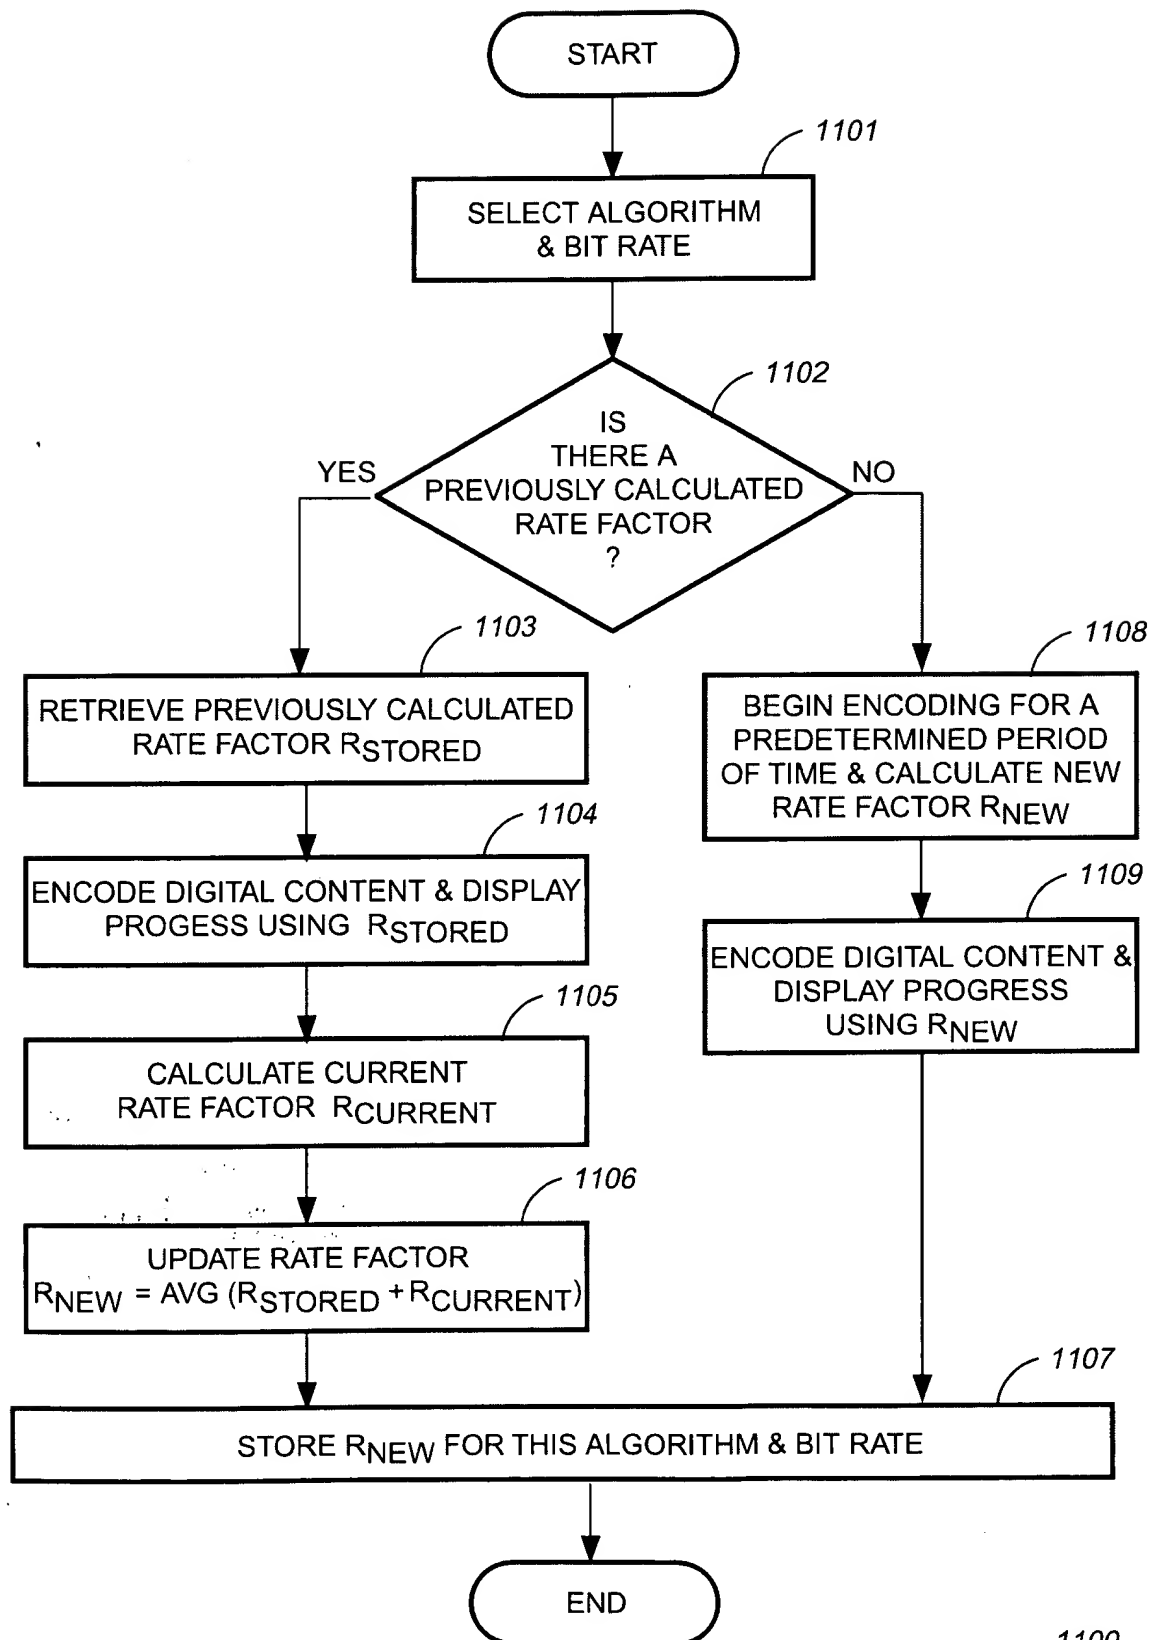 START
1101
SELECT ALGORITHM
& BIT RATE
1102
IS
THERE A
PREVIOUSLY CALCULATED
RATE FACTOR
?
YES
NO
1103
RETRIEVE PREVIOUSLY CALCULATED
RATE FACTOR RSTORED
1104
ENCODE DIGITAL CONTENT & DISPLAY
PROGESS USING RSTORED
1105
CALCULATE CURRENT
RATE FACTOR RCURRENT
1106
UPDATE RATE FACTOR
RNEW = AVG (RSTORED + RCURRENT)
1108
BEGIN ENCODING FOR A
PREDETERMINED PERIOD
OF TIME & CALCULATE NEW
RATE FACTOR RNEW
1109
ENCODE DIGITAL CONTENT &
DISPLAY PROGRESS
USING RNEW
1107
STORE RNEW FOR THIS ALGORITHM & BIT RATE
END